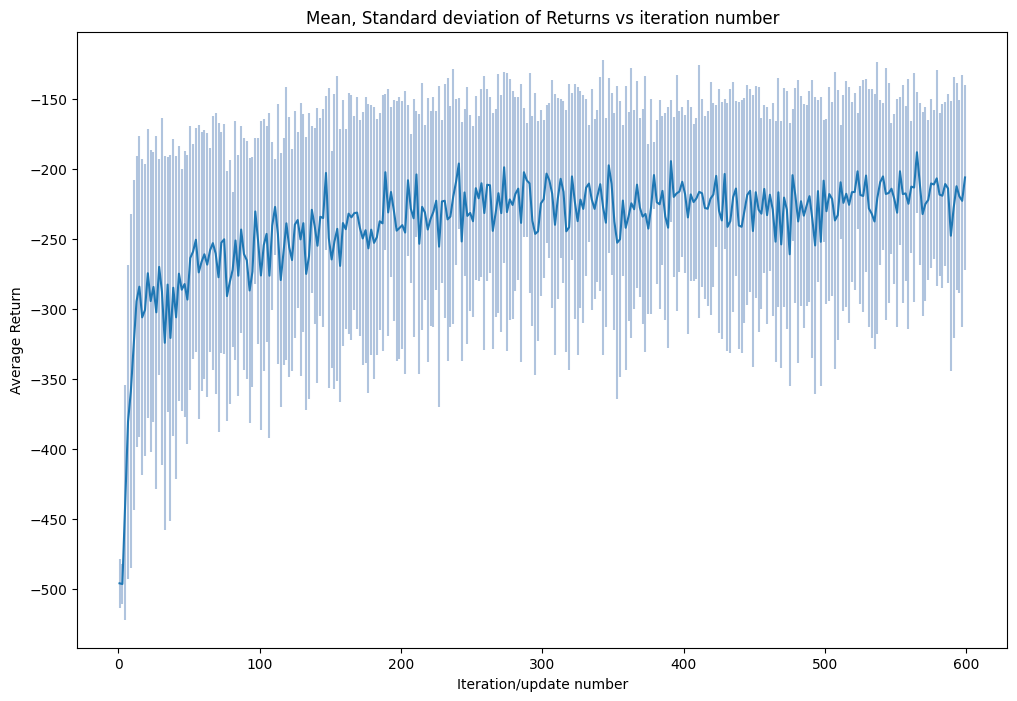 Mean, Standard deviation of Returns vs iteration number
Average Return
−150
−200
−250
−300
−350
−400
−450
−500
0 100 200 300 400 500 600
Iteration/update number